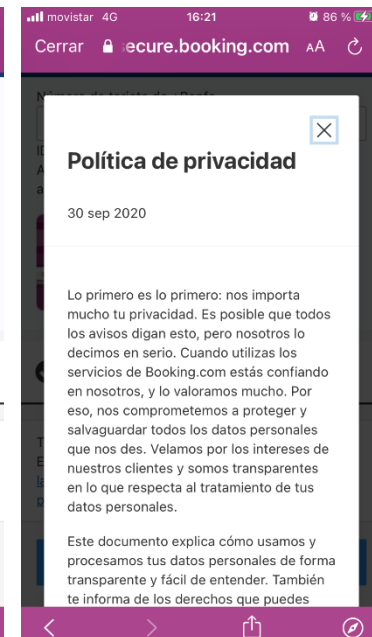 movistar 4G 16:21 86 %
Cerrar ecure.booking.com AA
Política de privacidad
30 sep 2020
Lo primero es lo primero: nos importa
mucho tu privacidad. Es posible que todos
los avisos digan esto, pero nosotros lo
decimos en serio. Cuando utilizas los
servicios de Booking.com estás confiando
en nosotros, y lo valoramos mucho. Por
eso, nos comprometemos a proteger y
salvaguardar todos los datos personales
que nos des. Velamos por los intereses de
nuestros clientes y somos transparentes
en lo que respecta al tratamiento de tus
datos personales.
Este documento explica cómo usamos y
procesamos tus datos personales de forma
transparente y fácil de entender. También
te informa de los derechos que puedes